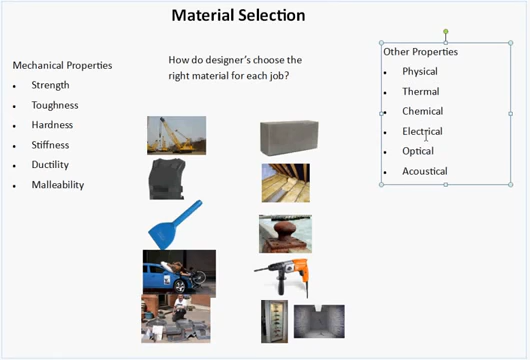 Material Selection
Mechanical Properties
• Strength
• Toughness
• Hardness
• Stiffness
• Ductility
• Malleability
How do designer’s choose the
right material for each job?
Other Properties
• Physical
• Thermal
• Chemical
• Electrical
• Optical
• Acoustical